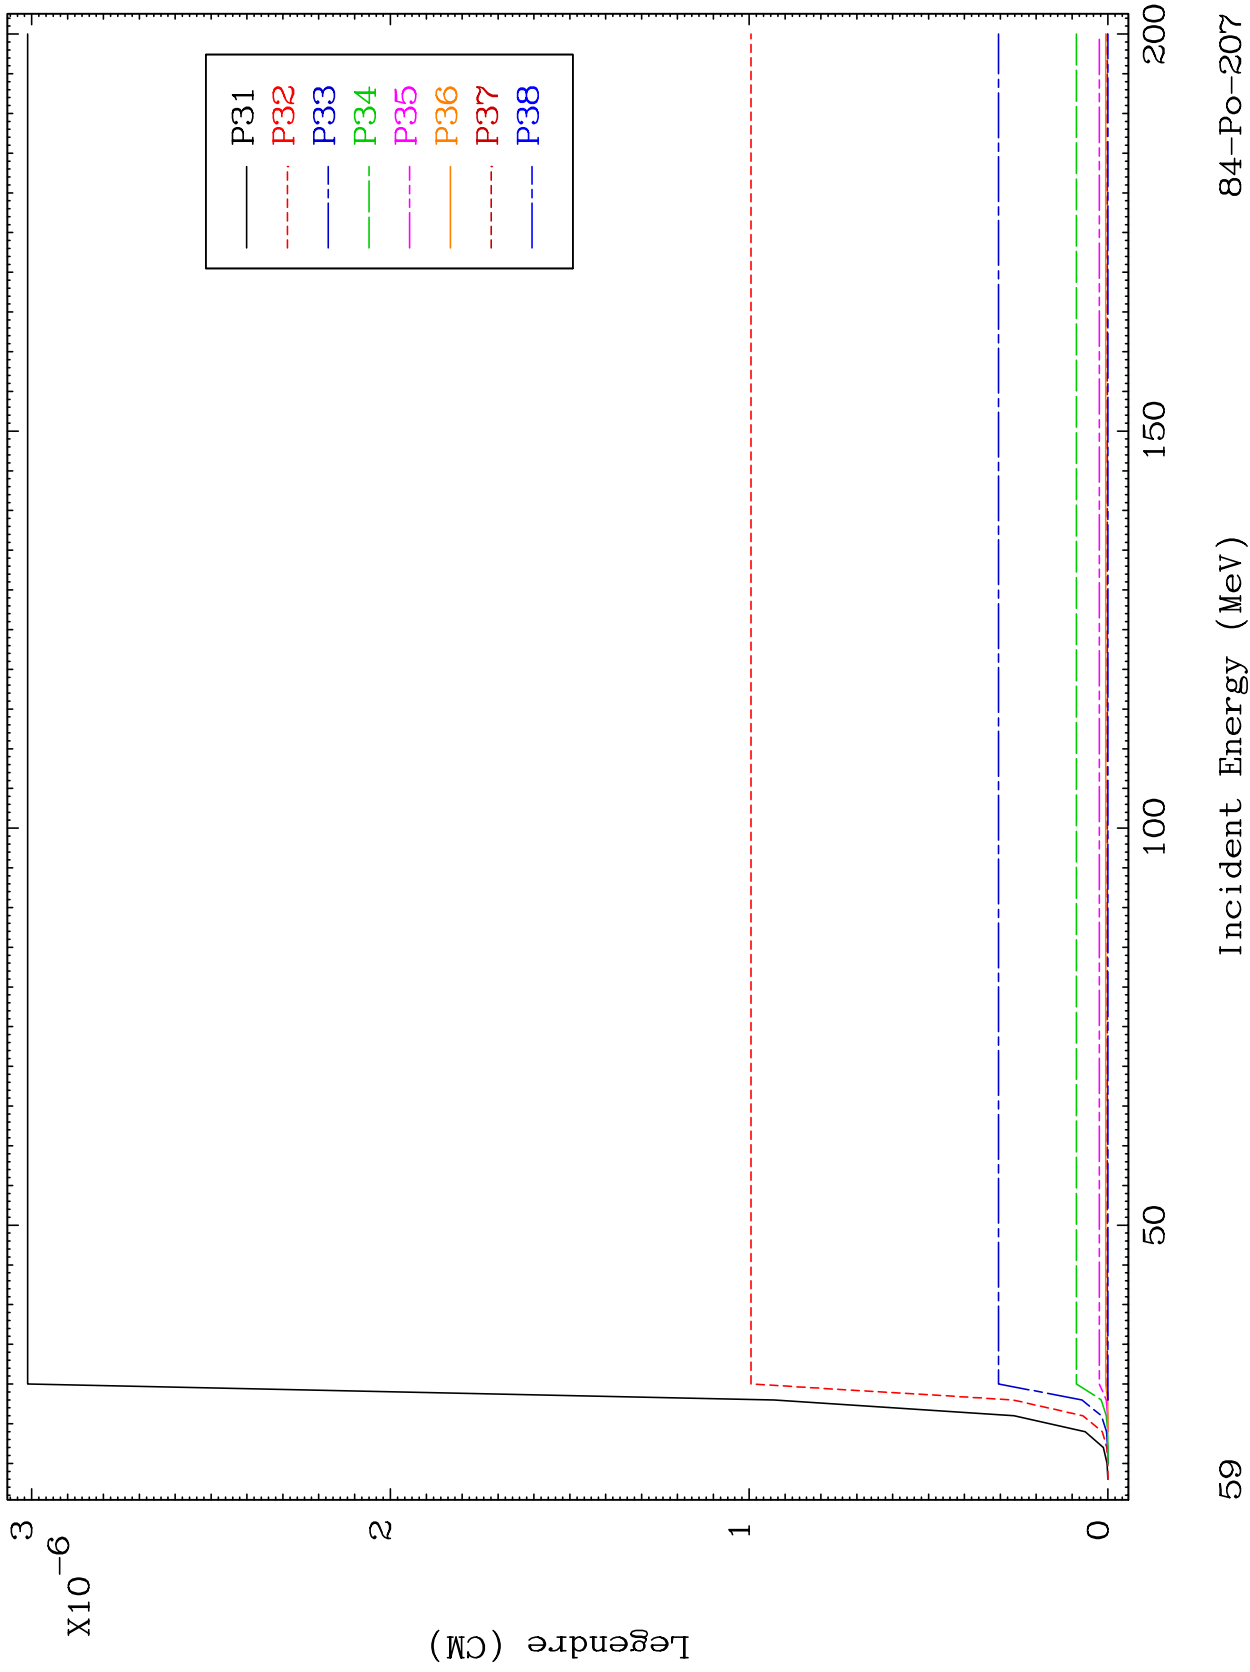 X10-6
3
2
1
0
Legendre (CM)
P31
P32
P33
P34
P35
P36
P37
P38
50
100
150
200
Incident Energy (MeV)
59
84-Po-207